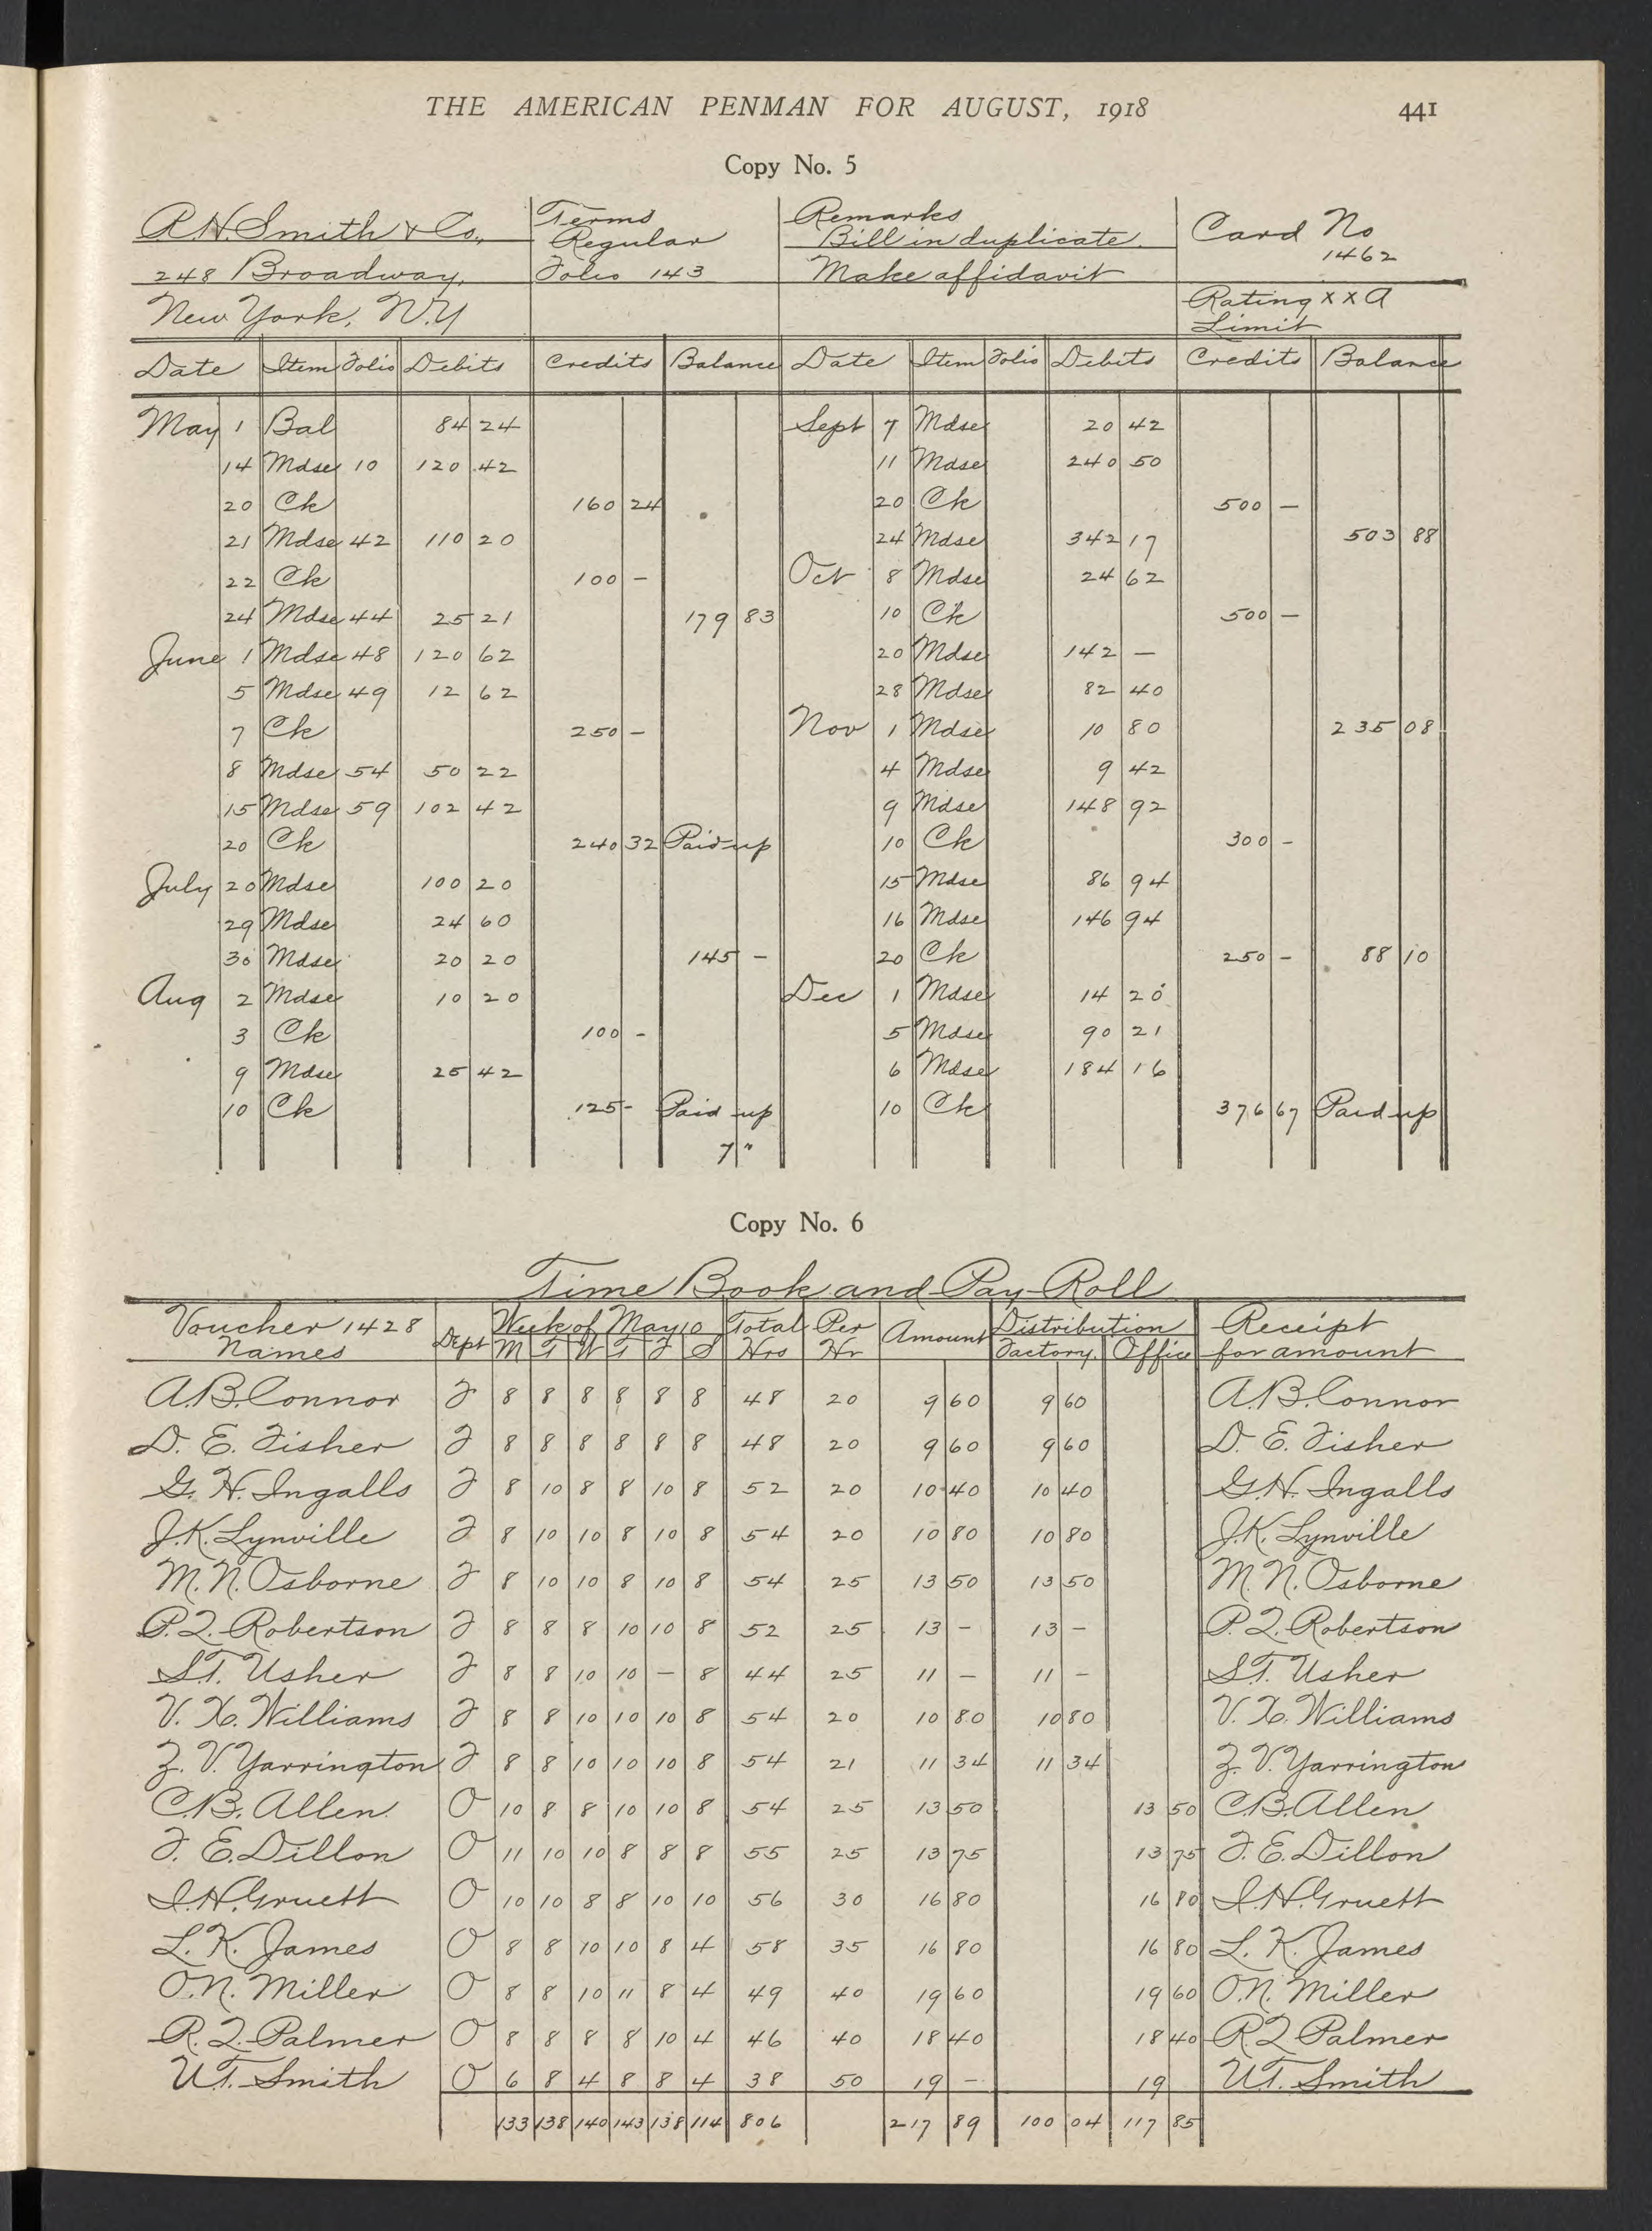 THE AMERICAN PENMAN FOR AUGUST, 1918 441
Copy No. 5
R.H. Smith & Co., Terms Remarks Card No
Regular Bill in duplicate
248 Broadway, Folio 143 Make affidavit 1462
New York, N.Y Rating x x A
Limit
Date Item Folio Debits Credits Balance Date Item Folio Debits Credits Balance
May 1 Bal 84 24 Sept 7 Mdse 20 42
14 Mdse 10 120 42 11 Mdse 240 50
20 Ck 160 24 20 Ck 500 —
21 Mdse 42 110 20 24 Mdse 342 17 503 88
22 Ck 100 — Oct 8 Mdse 24 62
24 Mdse 44 25 21 179 83 10 Ck 500 —
June 1 Mdse 48 120 62 20 Mdse 142 —
5 Mdse 49 12 62 28 Mdse 82 40
7 Ck 250 — Nov 1 Mdse 10 80 235 08
8 Mdse 54 50 22 4 Mdse 9 42
15 Mdse 59 102 42 9 Mdse 148 92
20 Ck 240 32 Paid up 10 Ck 300 —
July 20 Mdse 100 20 15 Mdse 86 94
29 Mdse 24 60 16 Mdse 146 94
30 Mdse 20 20 145 — 20 Ck 250 — 88 10
Aug 2 Mdse 10 20 Dec 1 Mdse 14 20
3 Ck 100 — 5 Mdse 90 21
9 Mdse 25 42 6 Mdse 184 16
10 Ck 125 — Paid up 10 Ck 376 67 Paid up
7 "
Copy No. 6
Time Book and Pay Roll
Voucher 1428 Dept Week of May 10 Total Per Amount Distribution Receipt
Names M T W T F S Hrs Hr Factory Office for amount
A.B. Connor F 8 8 8 8 8 8 48 20 9 60 9 60 A.B. Connor
D. E. Fisher F 8 8 8 8 8 8 48 20 9 60 9 60 D. E. Fisher
G. H. Ingalls F 8 10 8 8 10 8 52 20 10 40 10 40 G.H. Ingalls
J.K. Lynville F 8 10 10 8 10 8 54 20 10 80 10 80 J.K. Lynville
M.N. Osborne F 8 10 10 8 10 8 54 25 13 50 13 50 M.N. Osborne
P.Q. Robertson F 8 8 8 10 10 8 52 25 13 — 13 — P.Q. Robertson
S.T. Usher F 8 8 10 10 — 8 44 25 11 — 11 — S.T. Usher
V. X. Williams F 8 8 10 10 10 8 54 20 10 80 10 80 V. X. Williams
Z. V. Yarrington F 8 8 10 10 10 8 54 21 11 34 11 34 Z. V. Yarrington
C.B. Allen O 10 8 8 10 10 8 54 25 13 50 13 50 C.B. Allen
F. E. Dillon O 11 10 10 8 8 8 55 25 13 75 13 75 F. E. Dillon
I.H. Gruett O 10 10 8 8 10 10 56 30 16 80 16 80 I.H. Gruett
L. K. James O 8 8 10 10 8 4 58 35 16 80 16 80 L. K. James
O.N. Miller O 8 8 10 11 8 4 49 40 19 60 19 60 O.N. Miller
R. Q. Palmer O 8 8 8 8 10 4 46 40 18 40 18 40 R Q Palmer
U.T. Smith O 6 8 4 8 8 4 38 50 19 — 19 U.T. Smith
133 138 140 143 138 114 806 217 89 100 04 117 85